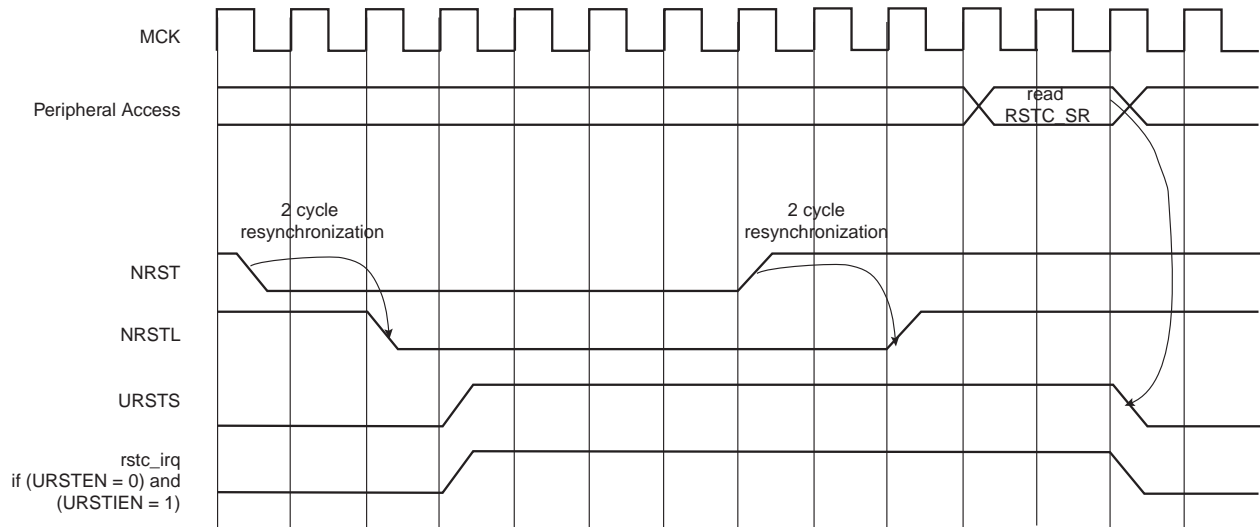 MCK
Peripheral Access
read
RSTC_SR
2 cycle
resynchronization
2 cycle
resynchronization
NRST
NRSTL
URSTS
rstc_irq
if (URSTEN = 0) and
(URSTIEN = 1)